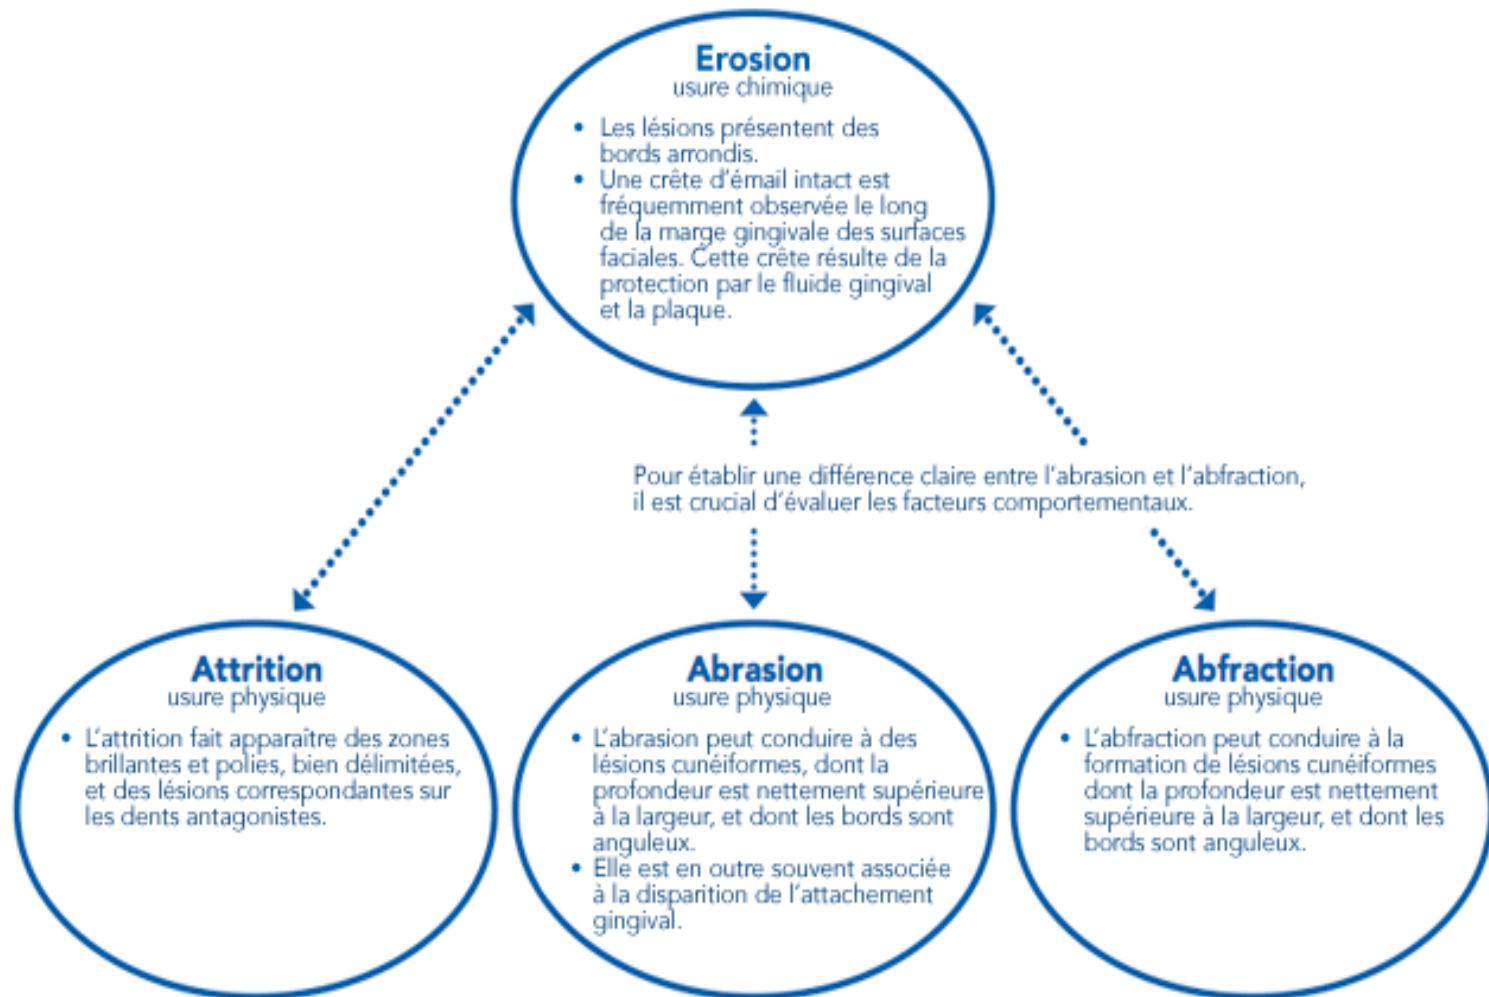 Erosion
usure chimique
• Les lésions présentent des
bords arrondis.
• Une crête d'émail intact est
fréquemment observée le long
de la marge gingivale des surfaces
faciales. Cette crête résulte de la
protection par le fluide gingival
et la plaque.
Pour établir une différence claire entre l'abrasion et l'abfraction,
il est crucial d'évaluer les facteurs comportementaux.
Attrition
usure physique
• L'attrition fait apparaître des zones
brillantes et polies, bien délimitées,
et des lésions correspondantes sur
les dents antagonistes.
Abrasion
usure physique
• L'abrasion peut conduire à des
lésions cunéiformes, dont la
profondeur est nettement supérieure
à la largeur, et dont les bords sont
anguleux.
• Elle est en outre souvent associée
à la disparition de l'attachement
gingival.
Abfraction
usure physique
• L'abfraction peut conduire à la
formation de lésions cunéiformes
dont la profondeur est nettement
supérieure à la largeur, et dont les
bords sont anguleux.